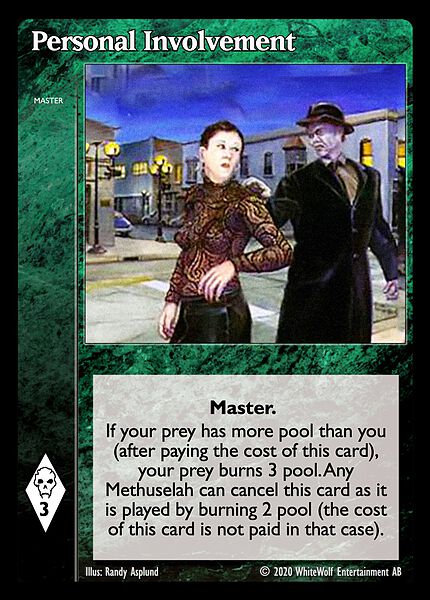 Personal Involvement
MASTER
Master.
If your prey has more pool than you
(after paying the cost of this card),
your prey burns 3 pool.Any
Methuselah can cancel this card as it
is played by burning 2 pool (the cost
of this card is not paid in that case).
3
Illus: Randy Asplund © 2020 WhiteWolf Entertainment AB